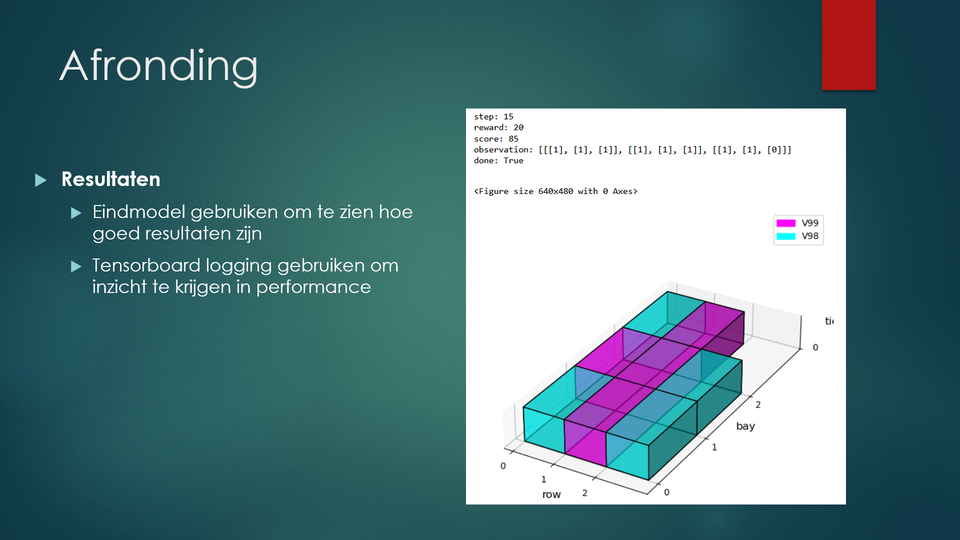 Afronding
Resultaten
Eindmodel gebruiken om te zien hoe
goed resultaten zijn
Tensorboard logging gebruiken om
inzicht te krijgen in performance
step: 15
reward: 20
score: 85
observation: [[[1], [1], [1]], [[1], [1], [1]], [[1], [1], [0]]]
done: True
<Figure size 640x480 with 0 Axes>
V99
V98
ti
0
2
bay
1
0
0
1
2
row